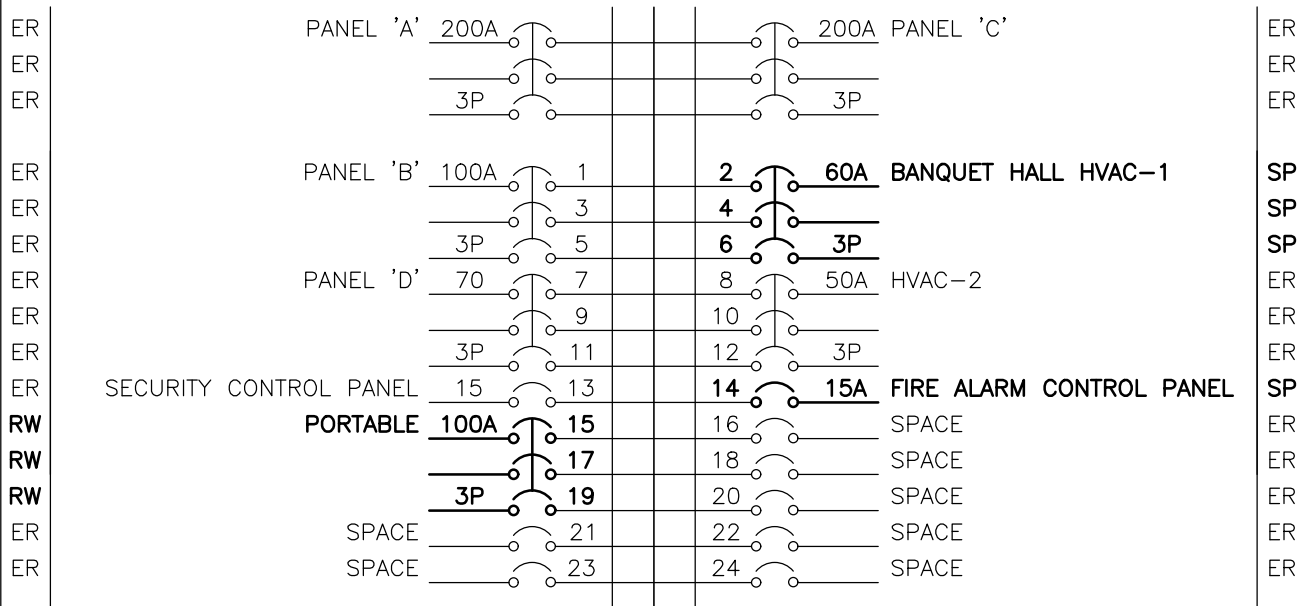 ER PANEL 'A' 200A 200A PANEL 'C' ER
ER ER
ER 3P 3P ER
ER PANEL 'B' 100A 1 2 60A BANQUET HALL HVAC-1 SP
ER 3 4 SP
ER 3P 5 6 3P SP
ER PANEL 'D' 70 7 8 50A HVAC-2 ER
ER 9 10 ER
ER 3P 11 12 3P ER
ER SECURITY CONTROL PANEL 15 13 14 15A FIRE ALARM CONTROL PANEL SP
RW PORTABLE 100A 15 16 SPACE ER
RW 17 18 SPACE ER
RW 3P 19 20 SPACE ER
ER SPACE 21 22 SPACE ER
ER SPACE 23 24 SPACE ER